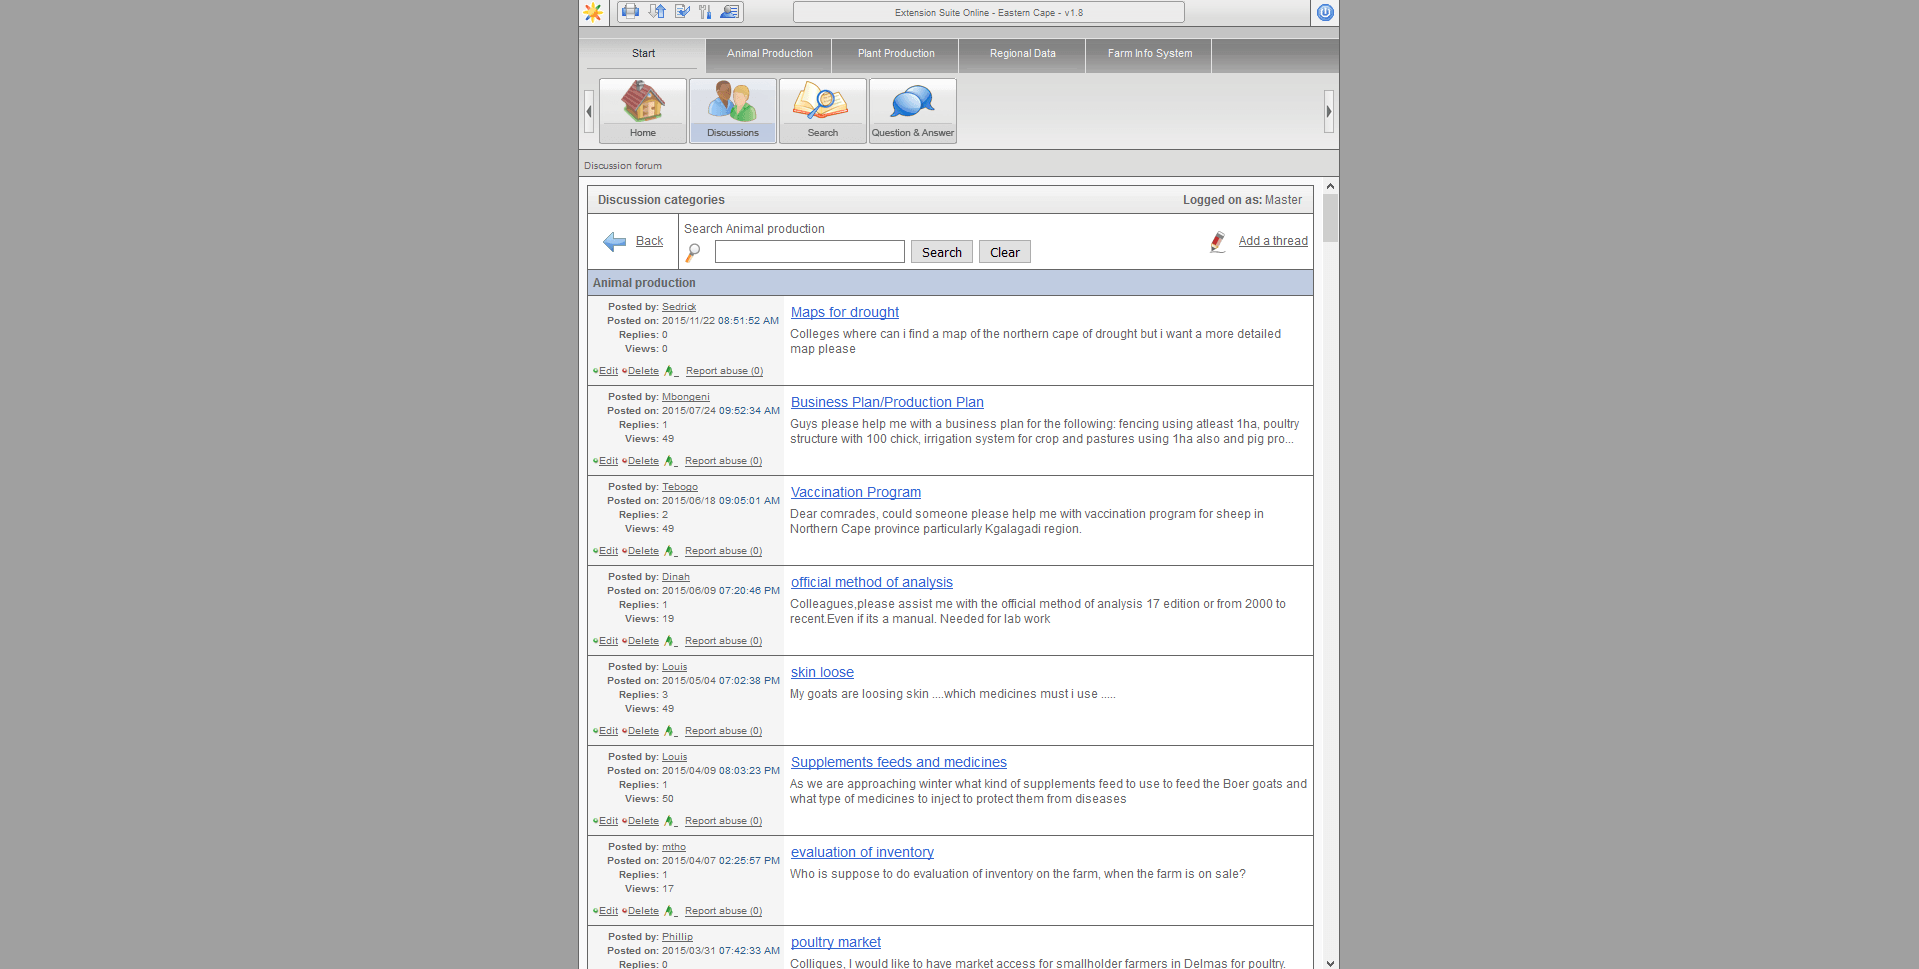 Extension Suite Online - Eastern Cape - v1.8
Start Animal Production Plant Production Regional Data Farm Info System
Home Discussions Search Question & Answer
Discussion forum
Discussion categories Logged on as: Master
Back Search Animal production
Search Clear Add a thread
Animal production
Posted by: Sedrick
Posted on: 2015/11/22 08:51:52 AM
Replies: 0
Views: 0
Edit Delete Report abuse (0)
Maps for drought
Colleges where can i find a map of the northern cape of drought but i want a more detailed
map please
Posted by: Mbongeni
Posted on: 2015/07/24 09:52:34 AM
Replies: 1
Views: 49
Edit Delete Report abuse (0)
Business Plan/Production Plan
Guys please help me with a business plan for the following: fencing using atleast 1ha, poultry
structure with 100 chick, irrigation system for crop and pastures using 1ha also and pig pro...
Posted by: Tebogo
Posted on: 2015/06/18 09:05:01 AM
Replies: 2
Views: 49
Edit Delete Report abuse (0)
Vaccination Program
Dear comrades, could someone please help me with vaccination program for sheep in
Northern Cape province particularly Kgalagadi region.
Posted by: Dinah
Posted on: 2015/06/09 07:20:46 PM
Replies: 1
Views: 19
Edit Delete Report abuse (0)
official method of analysis
Colleagues,please assist me with the official method of analysis 17 edition or from 2000 to
recent.Even if its a manual. Needed for lab work
Posted by: Louis
Posted on: 2015/05/04 07:02:38 PM
Replies: 3
Views: 49
Edit Delete Report abuse (0)
skin loose
My goats are loosing skin ....which medicines must i use .....
Posted by: Louis
Posted on: 2015/04/09 08:03:23 PM
Replies: 1
Views: 50
Edit Delete Report abuse (0)
Supplements feeds and medicines
As we are approaching winter what kind of supplements feed to use to feed the Boer goats and
what type of medicines to inject to protect them from diseases
Posted by: mtho
Posted on: 2015/04/07 02:25:57 PM
Replies: 1
Views: 17
Edit Delete Report abuse (0)
evaluation of inventory
Who is suppose to do evaluation of inventory on the farm, when the farm is on sale?
Posted by: Phillip
Posted on: 2015/03/31 07:42:33 AM
Replies: 0
poultry market
Colligues, I would like to have market access for smallholder farmers in Delmas for poultry.